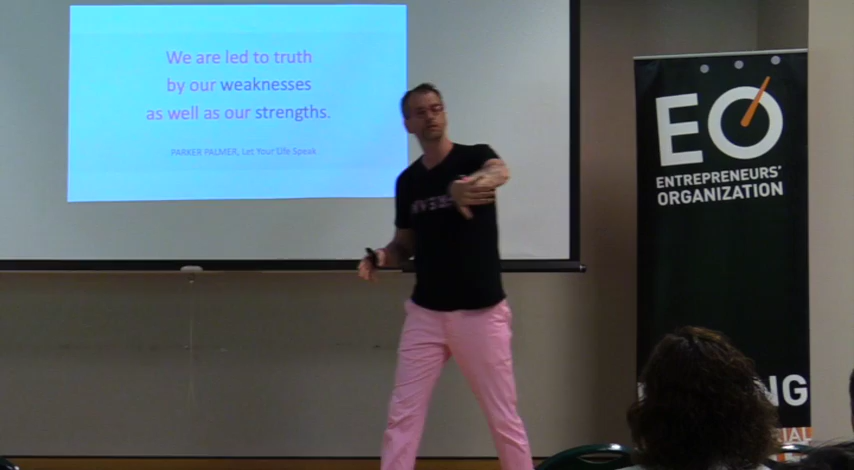 We are led to truth
by our weaknesses
as well as our strengths.
PARKER PALMER, Let Your Life Speak
EO
ENTREPRENEURS'
ORGANIZATION
NG
IAL